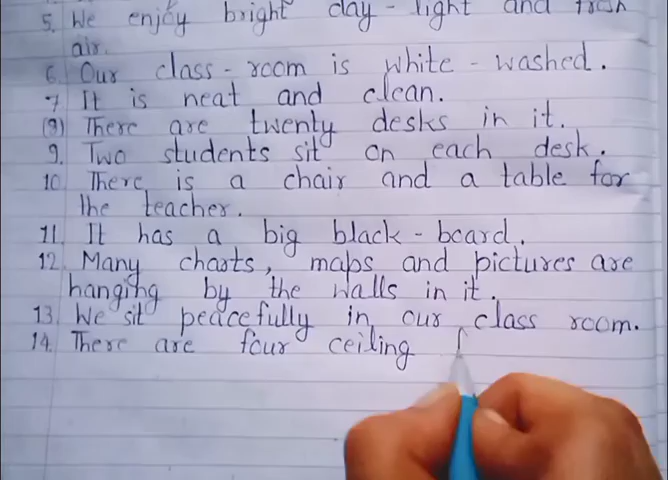 5. We enjoy bright day - light and fresh
air.
6. Our class - room is white - washed.
7 It is neat and clean.
(8) There are twenty desks in it.
9. Two students sit on each desk.
10 There is a chair and a table for
the teacher.
11. It has a big black - board.
12. Many charts, maps and pictures are
hanging by the walls in it.
13. We sit peacefully in our class room.
14. There are four ceiling